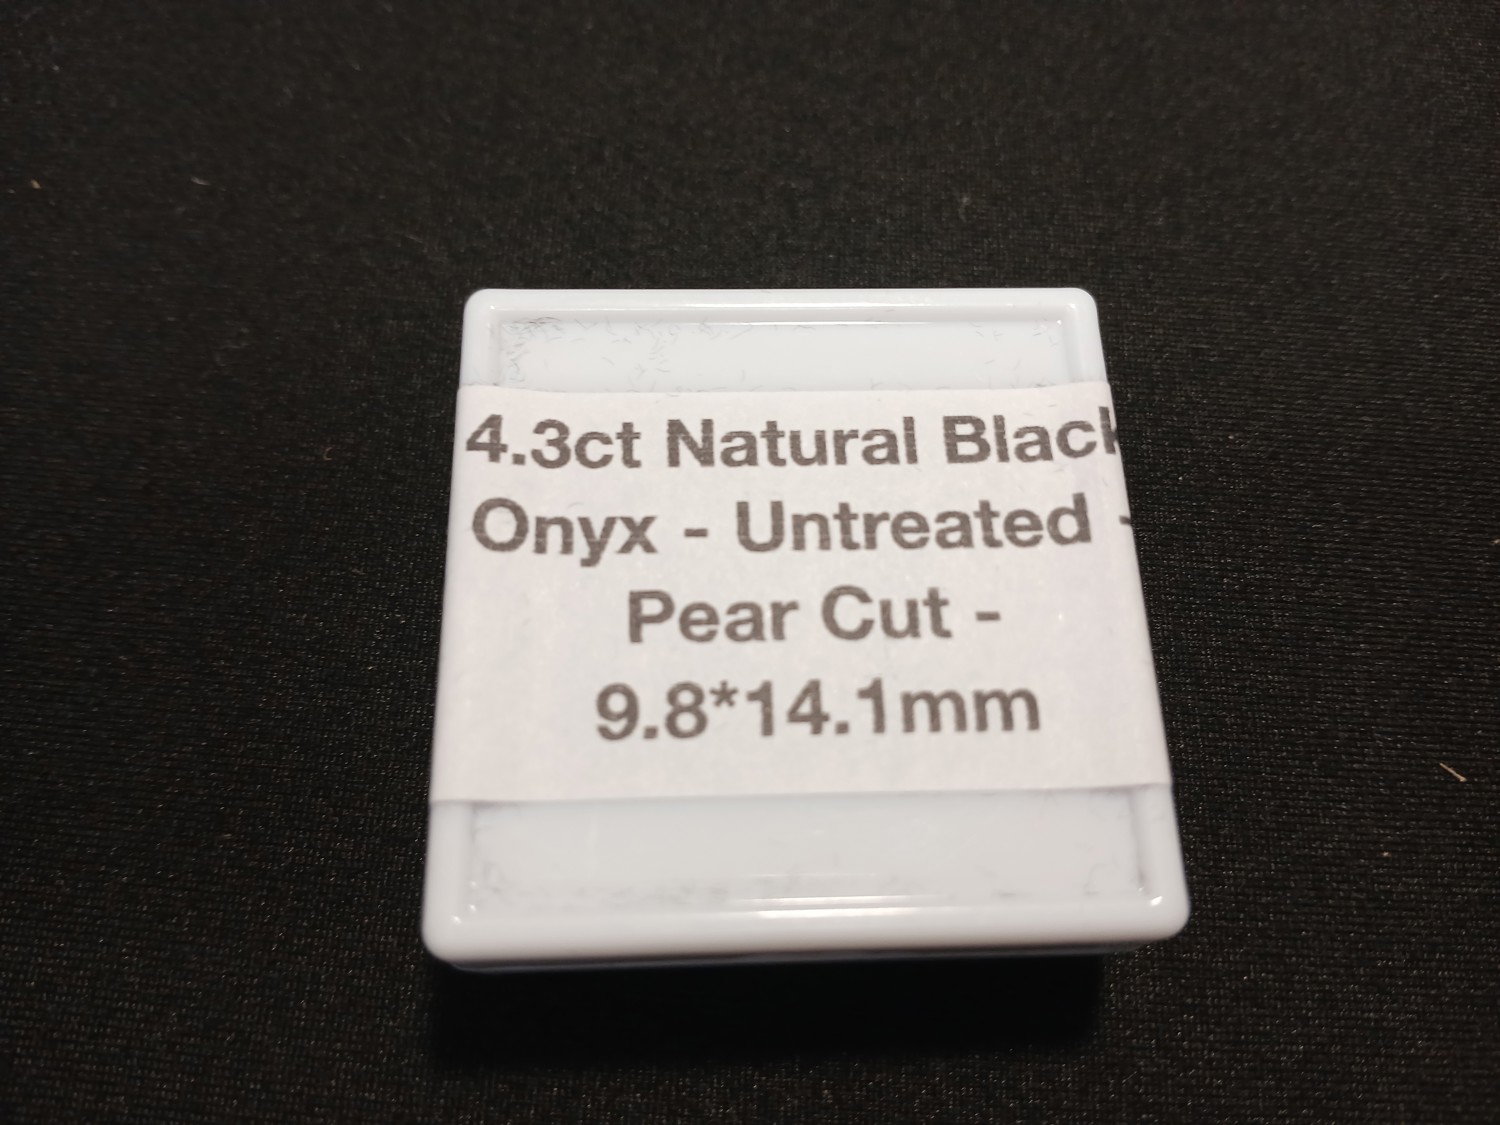 4.3ct Natural Black
Onyx - Untreated -
Pear Cut -
9.8*14.1mm